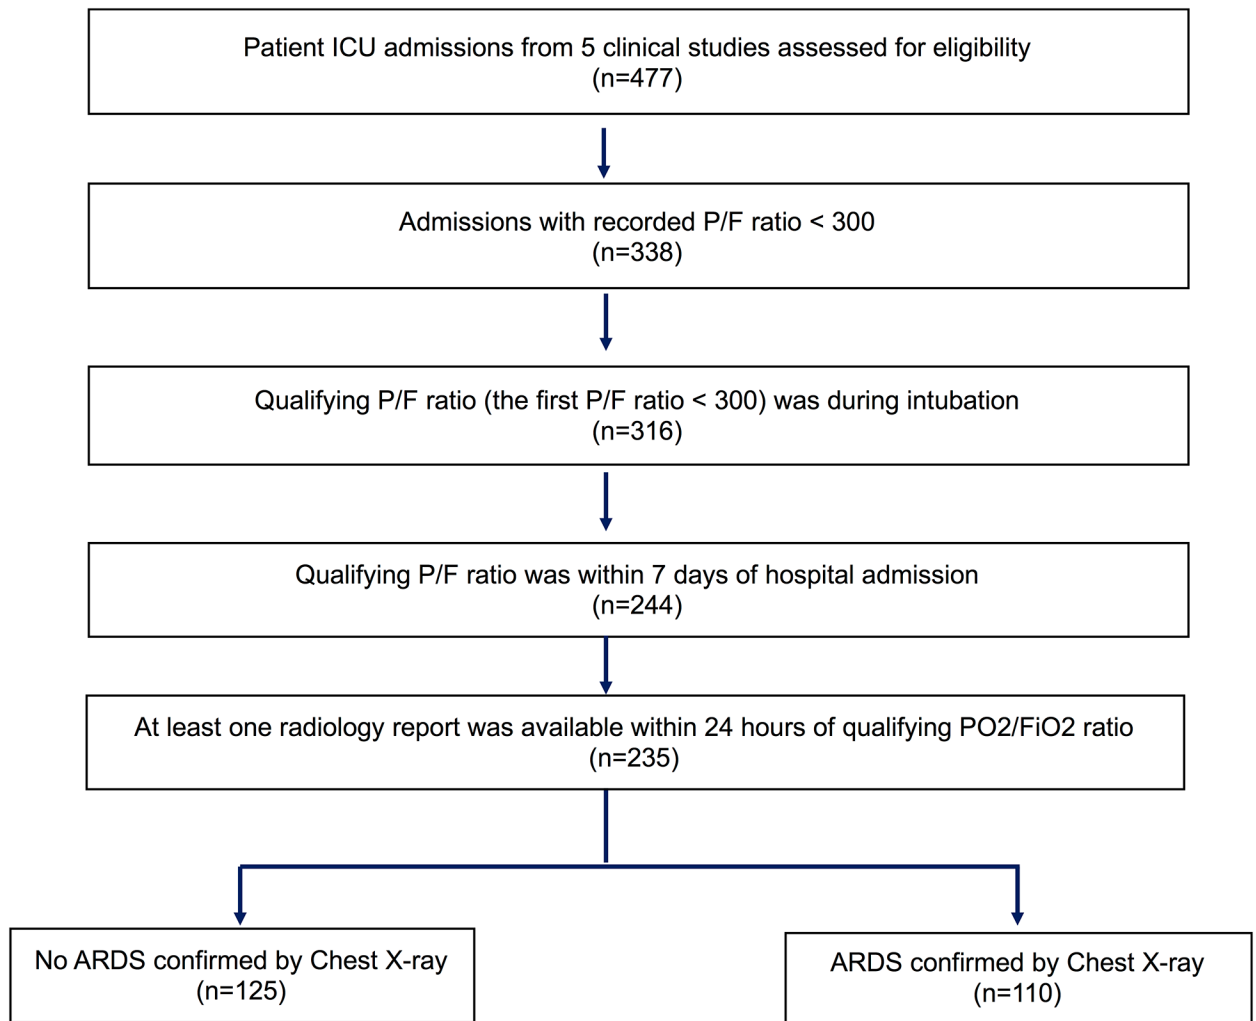 Patient ICU admissions from 5 clinical studies assessed for eligibility
(n=477)
Admissions with recorded P/F ratio < 300
(n=338)
Qualifying P/F ratio (the first P/F ratio < 300) was during intubation
(n=316)
Qualifying P/F ratio was within 7 days of hospital admission
(n=244)
At least one radiology report was available within 24 hours of qualifying PO2/FiO2 ratio
(n=235)
No ARDS confirmed by Chest X-ray
(n=125)
ARDS confirmed by Chest X-ray
(n=110)